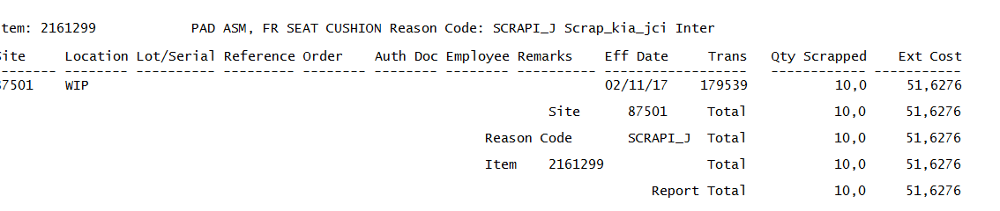 tem: 2161299 PAD ASM, FR SEAT CUSHION Reason Code: SCRAPI_J Scrap_kia_jci Inter
Site Location Lot/Serial Reference Order Auth Doc Employee Remarks Eff Date Trans Qty Scrapped Ext Cost
-------- -------- ---------- --------- -------- -------- -------- ---------- -------- -------- ------------ -----------
87501 WIP 02/11/17 179539 10,0 51,6276
Site 87501 Total 10,0 51,6276
Reason Code SCRAPI_J Total 10,0 51,6276
Item 2161299 Total 10,0 51,6276
Report Total 10,0 51,6276